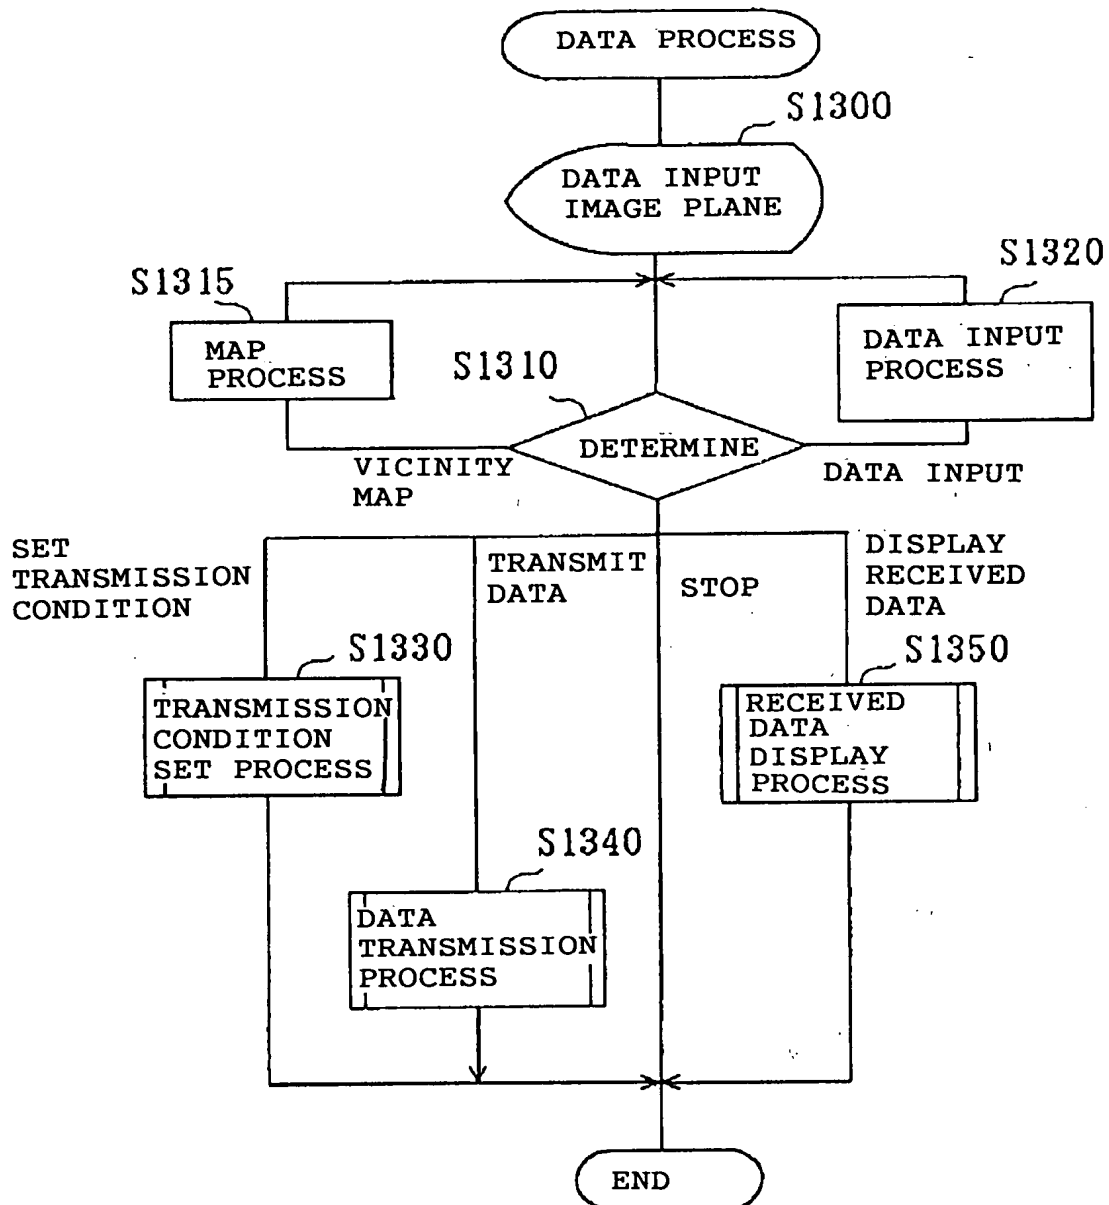 DATA PROCESS
S1300
DATA INPUT
IMAGE PLANE
S1315
S1320
MAP
PROCESS
DATA INPUT
PROCESS
S1310
DETERMINE
VICINITY
MAP
DATA INPUT
SET
TRANSMISSION
CONDITION
TRANSMIT
DATA
STOP
DISPLAY
RECEIVED
DATA
S1330
S1350
TRANSMISSION
CONDITION
SET PROCESS
RECEIVED
DATA
DISPLAY
PROCESS
S1340
DATA
TRANSMISSION
PROCESS
END